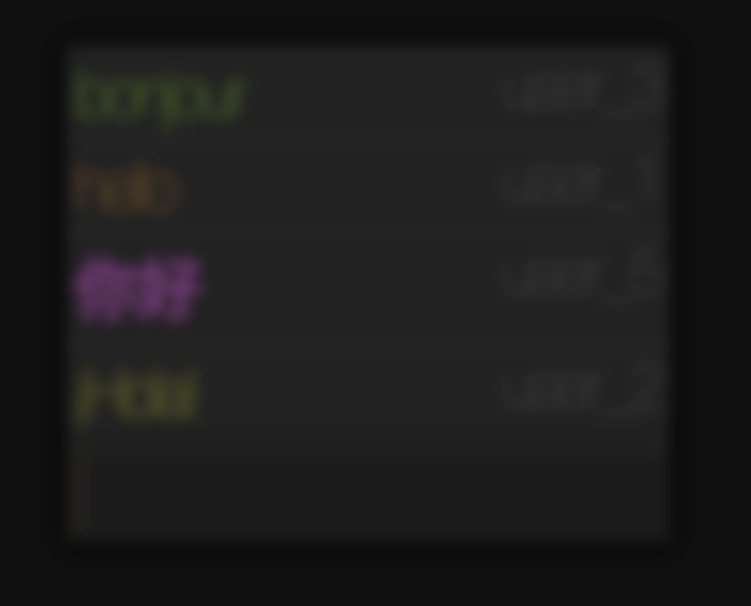 bonjour user_3
hello user_1
你好 user_5
¡Hola! user_2